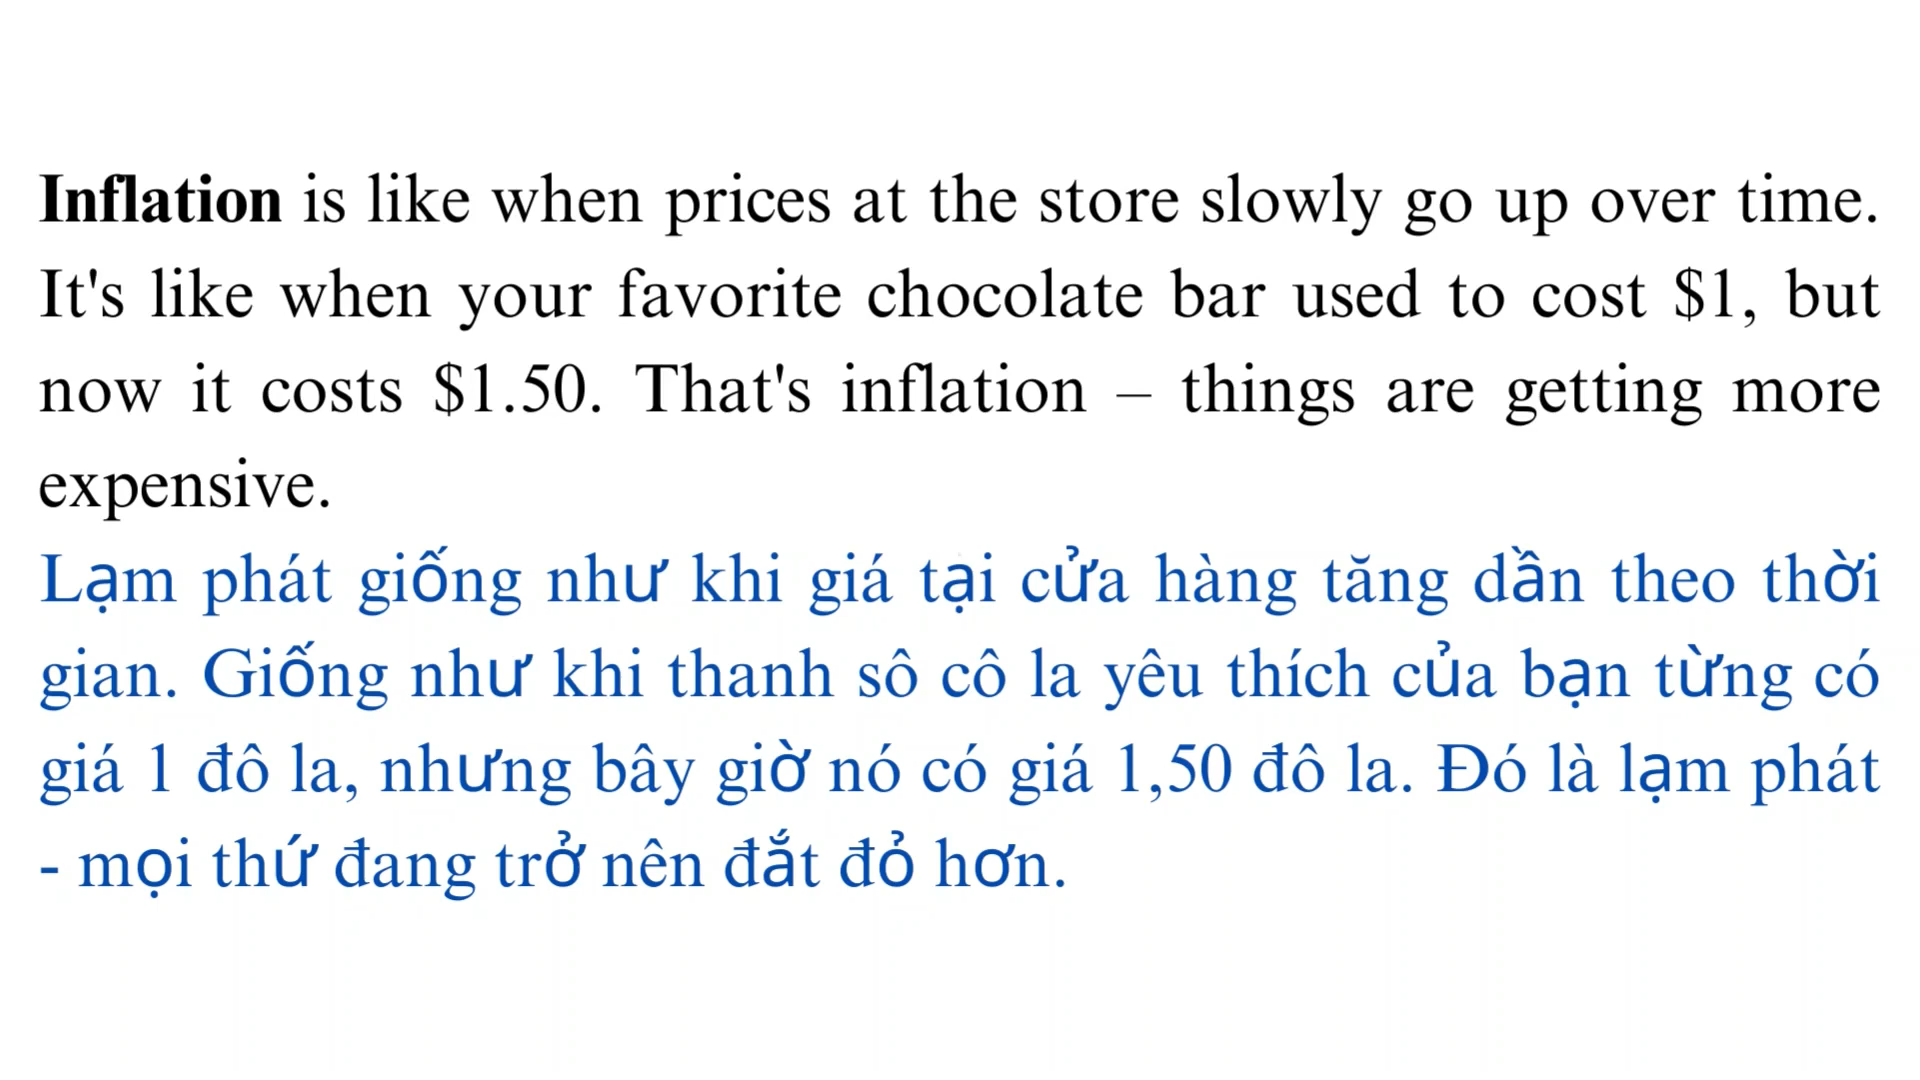 Inflation is like when prices at the store slowly go up over time.
It's like when your favorite chocolate bar used to cost $1, but
now it costs $1.50. That's inflation – things are getting more
expensive.
Lạm phát giống như khi giá tại cửa hàng tăng dần theo thời
gian. Giống như khi thanh sô cô la yêu thích của bạn từng có
giá 1 đô la, nhưng bây giờ nó có giá 1,50 đô la. Đó là lạm phát
- mọi thứ đang trở nên đắt đỏ hơn.